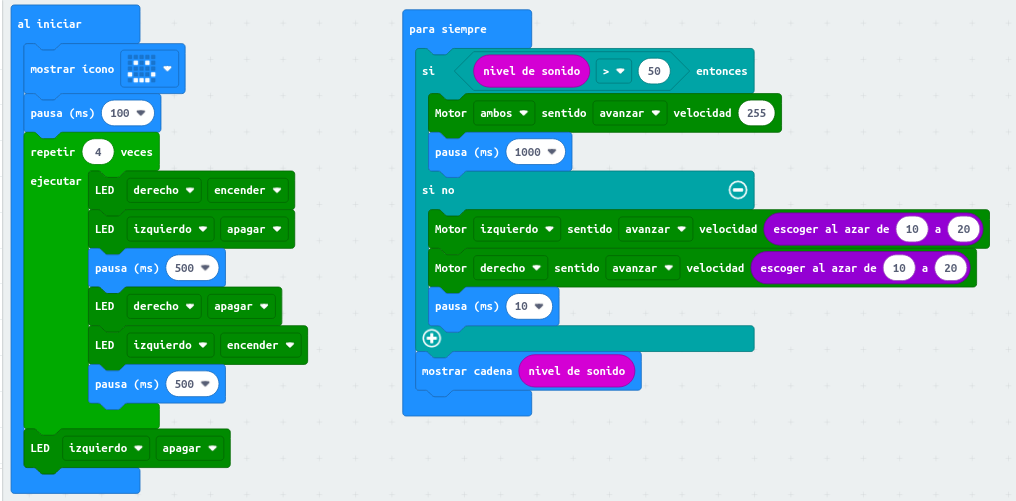 al iniciar
mostrar ícono
pausa (ms) 100
repetir 4 veces
ejecutar
LED derecho encender
LED izquierdo apagar
pausa (ms) 500
LED derecho apagar
LED izquierdo encender
pausa (ms) 500
LED izquierdo apagar
para siempre
si nivel de sonido > 50 entonces
Motor ambos sentido avanzar velocidad 255
pausa (ms) 1000
si no
Motor izquierdo sentido avanzar velocidad escoger al azar de 10 a 20
Motor derecho sentido avanzar velocidad escoger al azar de 10 a 20
pausa (ms) 10
mostrar cadena nivel de sonido